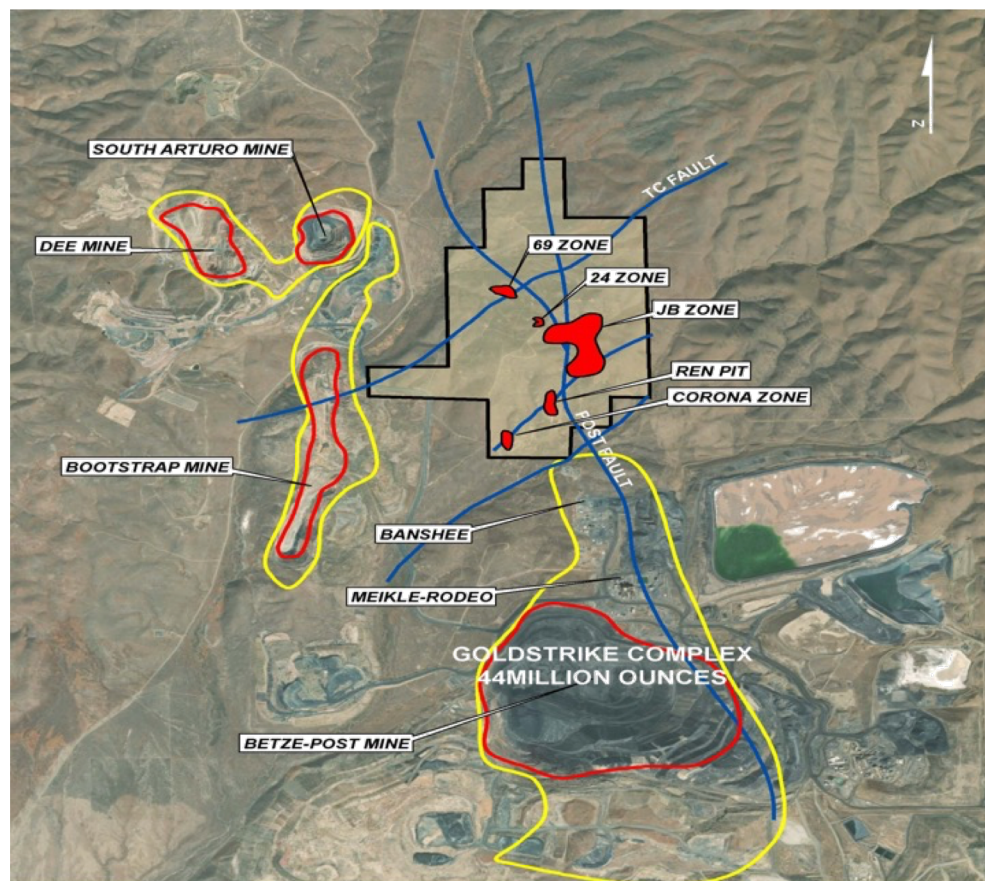 Z
SOUTH ARTURO MINE
TC FAULT
DEE MINE
69 ZONE
24 ZONE
JB ZONE
REN PIT
CORONA ZONE
POST FAULT
BOOTSTRAP MINE
BANSHEE
MEIKLE-RODEO
GOLDSTRIKE COMPLEX
44MILLION OUNCES
BETZE-POST MINE